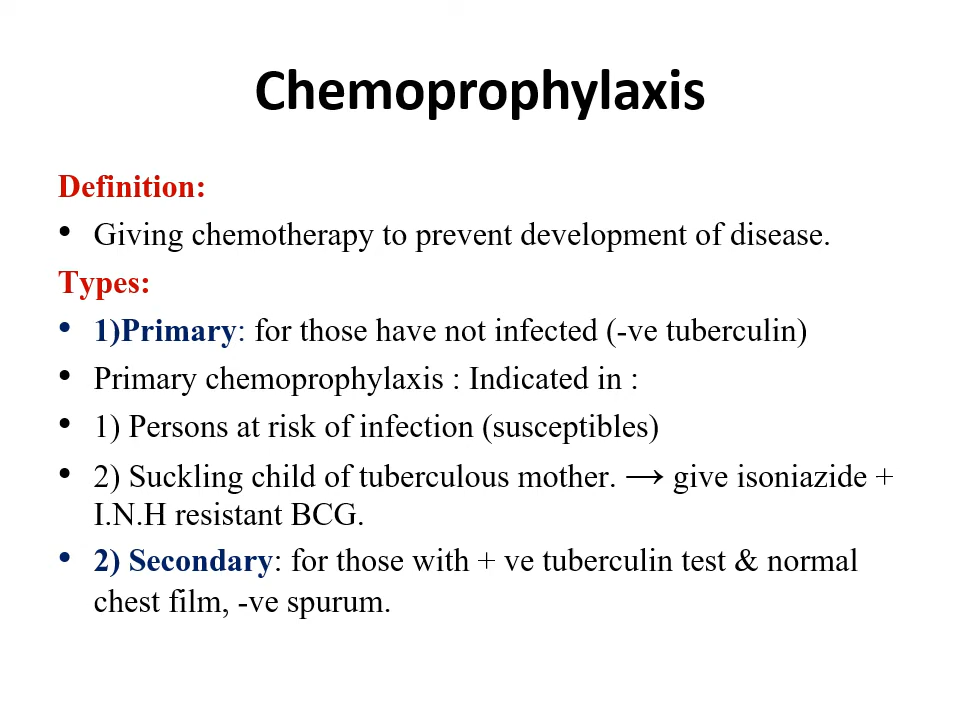 Chemoprophylaxis
Definition:
• Giving chemotherapy to prevent development of disease.
Types:
• 1)Primary: for those have not infected (-ve tuberculin)
• Primary chemoprophylaxis : Indicated in :
• 1) Persons at risk of infection (susceptibles)
• 2) Suckling child of tuberculous mother. → give isoniazide +
I.N.H resistant BCG.
• 2) Secondary: for those with + ve tuberculin test & normal
chest film, -ve spurum.